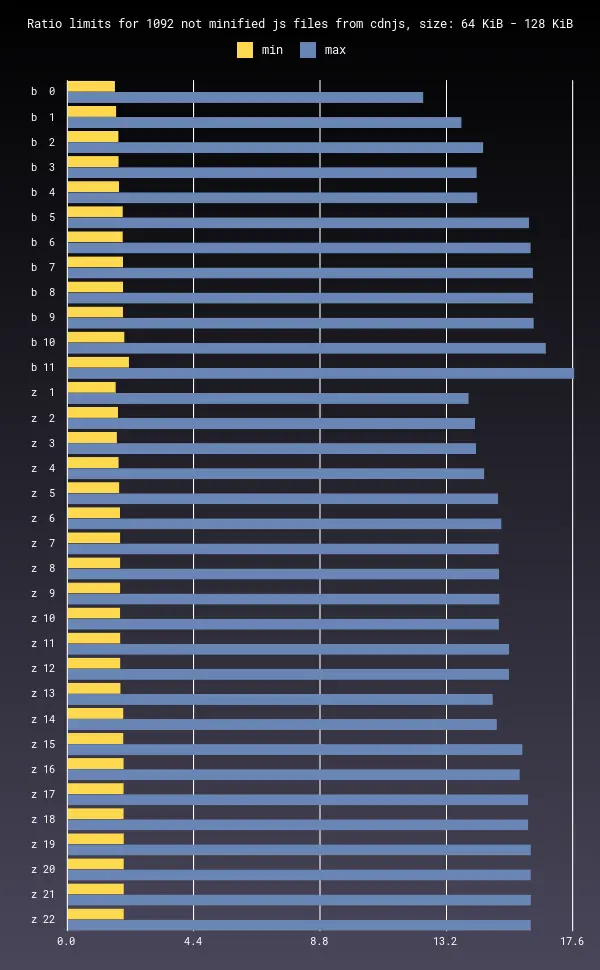 Ratio limits for 1092 not minified js files from cdnjs, size: 64 KiB - 128 KiB
min max
b 0
b 1
b 2
b 3
b 4
b 5
b 6
b 7
b 8
b 9
b 10
b 11
z 1
z 2
z 3
z 4
z 5
z 6
z 7
z 8
z 9
z 10
z 11
z 12
z 13
z 14
z 15
z 16
z 17
z 18
z 19
z 20
z 21
z 22
0.0 4.4 8.8 13.2 17.6